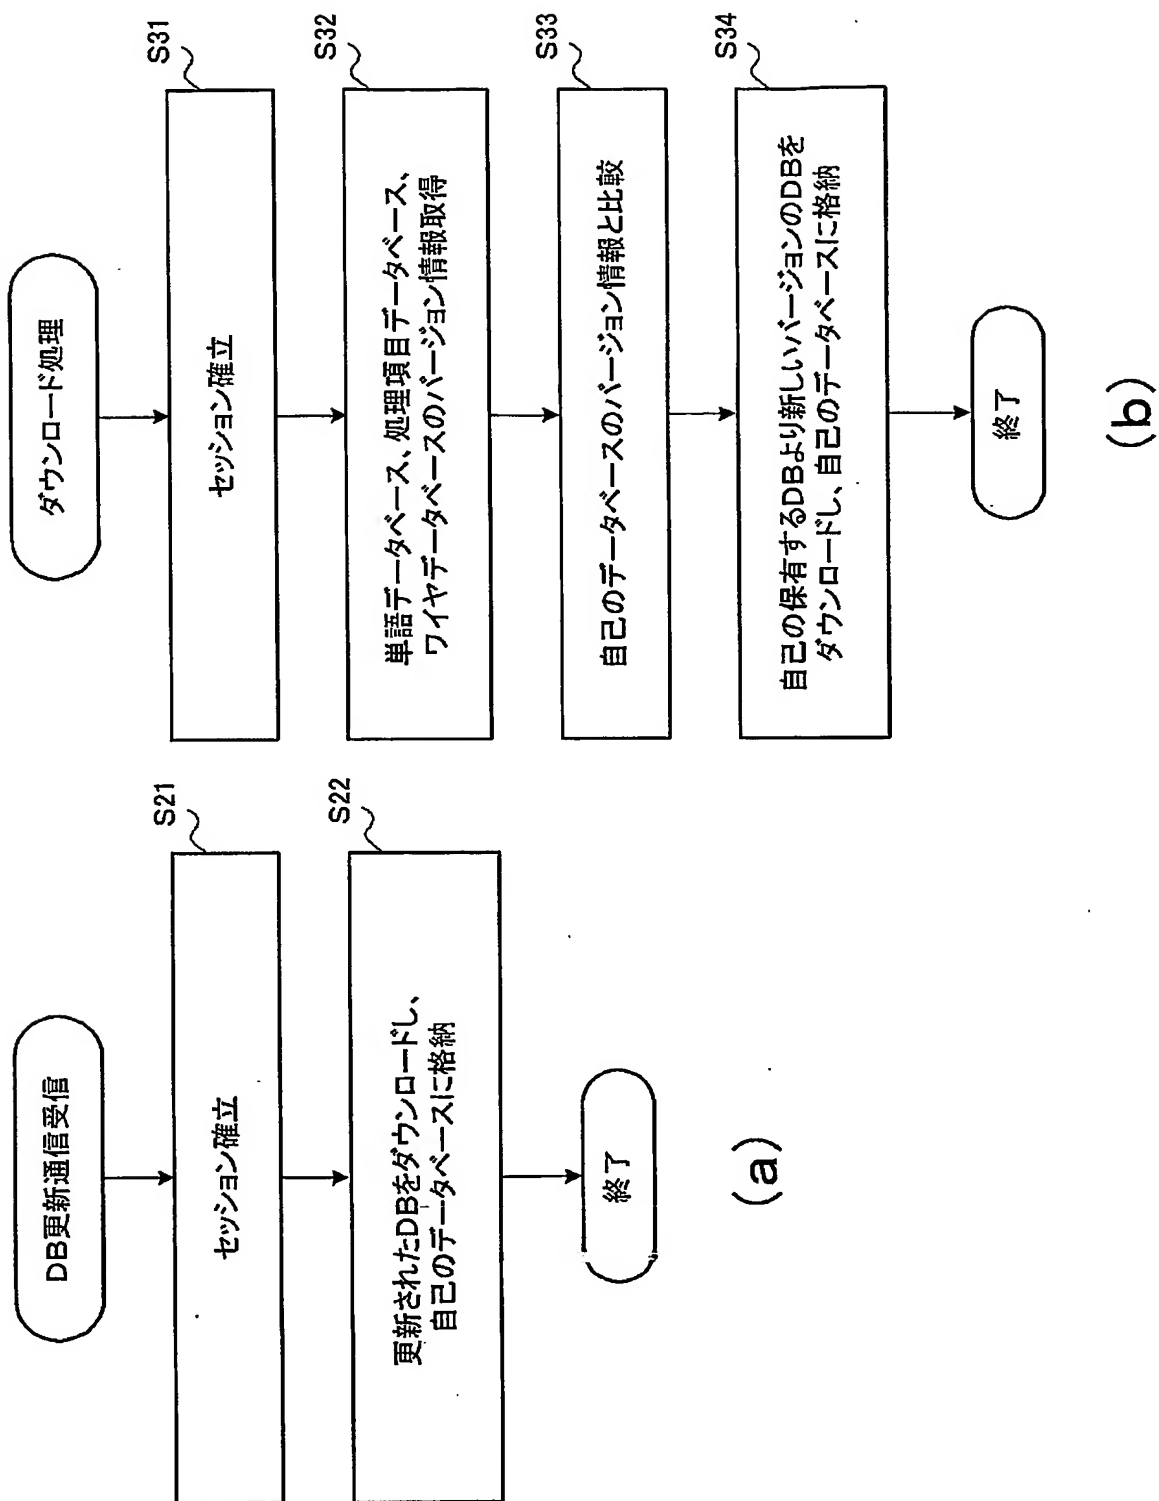 DB更新通信受信
S21
セッション確立
S22
更新されたDBをダウンロードし、
自己のデータベースに格納
終了
(a)
ダウンロード処理
S31
セッション確立
S32
単語データベース、処理項目データベース、
ワイヤデータベースのバージョン情報取得
S33
自己のデータベースのバージョン情報と比較
S34
自己の保有するDBより新しいバージョンのDBを
ダウンロードし、自己のデータベースに格納
終了
(b)